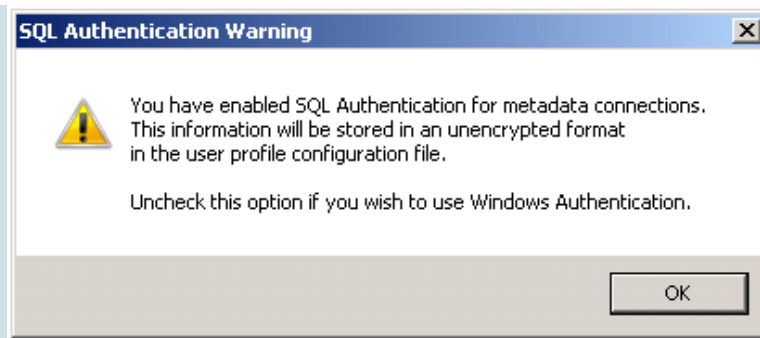 SQL Authentication Warning
You have enabled SQL Authentication for metadata connections.
This information will be stored in an unencrypted format
in the user profile configuration file.
Uncheck this option if you wish to use Windows Authentication.
OK